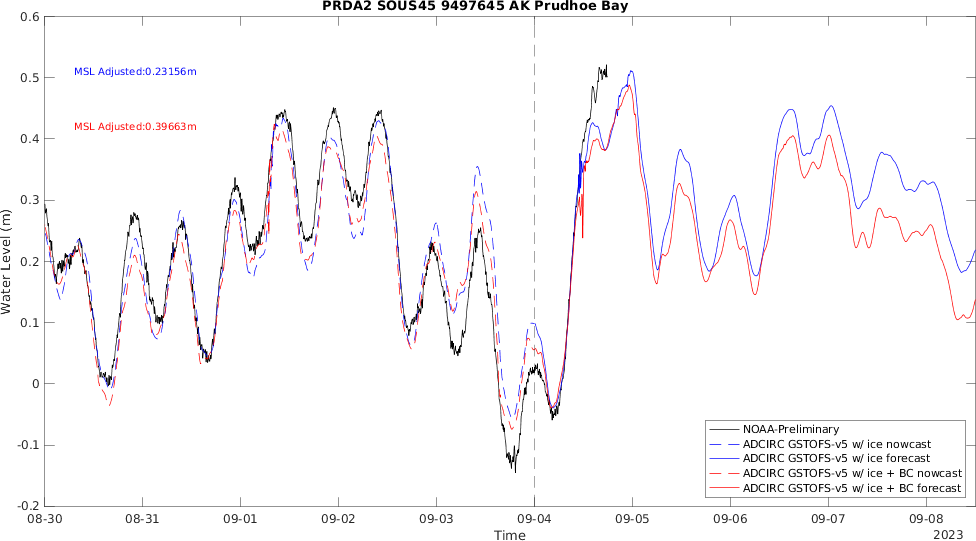 PRDA2 SOUS45 9497645 AK Prudhoe Bay
0.6
0.5
0.4
0.3
0.2
0.1
0
-0.1
-0.2
Water Level (m)
MSL Adjusted:0.23156m
MSL Adjusted:0.39663m
NOAA-Preliminary
ADCIRC GSTOFS-v5 w/ ice nowcast
ADCIRC GSTOFS-v5 w/ ice forecast
ADCIRC GSTOFS-v5 w/ ice + BC nowcast
ADCIRC GSTOFS-v5 w/ ice + BC forecast
08-30 08-31 09-01 09-02 09-03 09-04 09-05 09-06 09-07 09-08
Time
2023